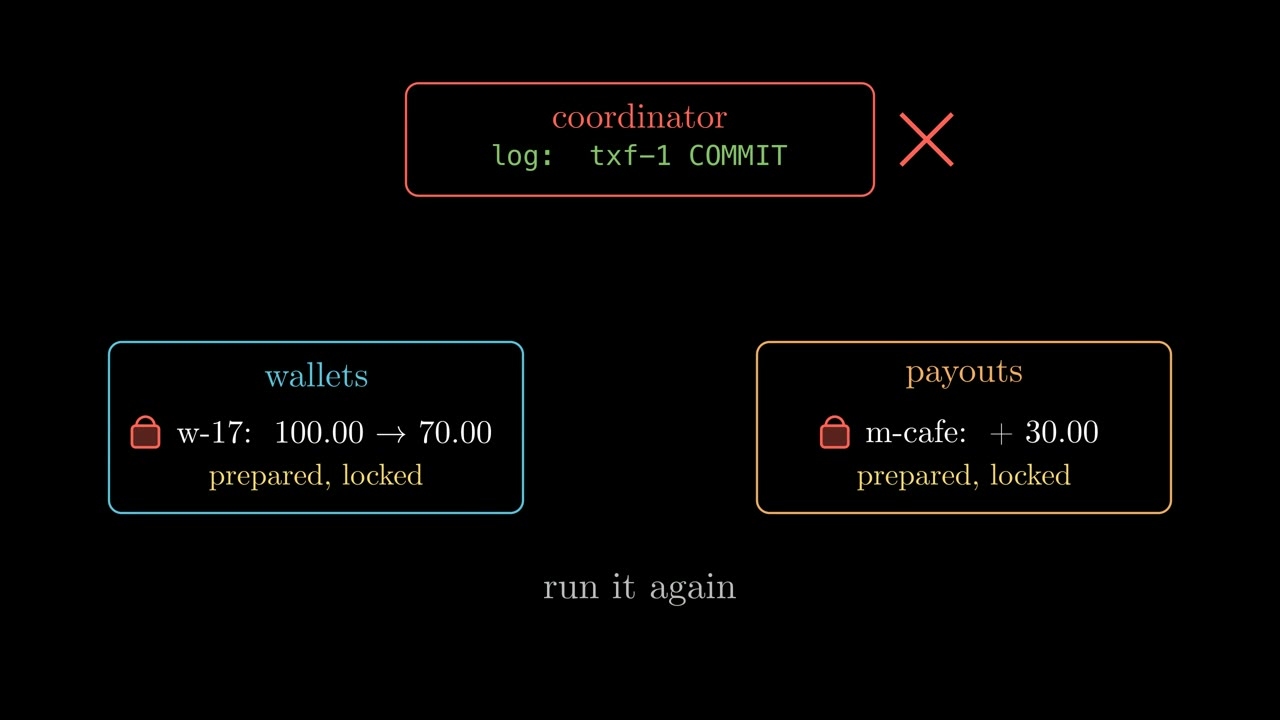 coordinator
log:  txf-1 COMMIT
wallets
w-17:  100.00 → 70.00
prepared, locked
payouts
m-cafe:  + 30.00
prepared, locked
run it again